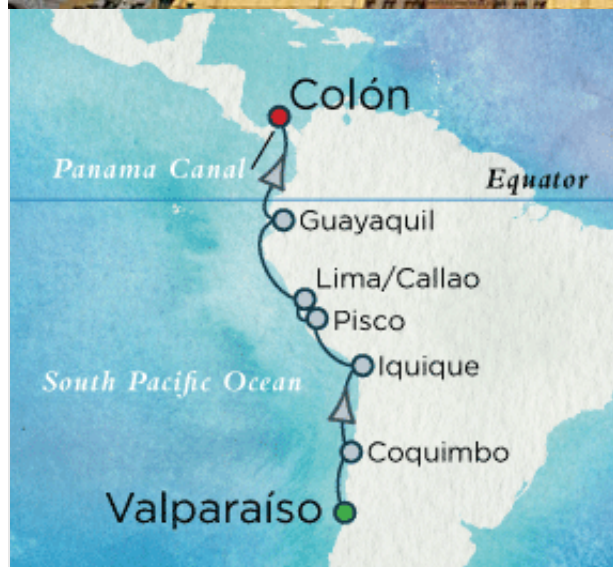 Colón
Panama Canal
Equator
Guayaquil
Lima/Callao
Pisco
South Pacific Ocean
Iquique
Coquimbo
Valparaíso